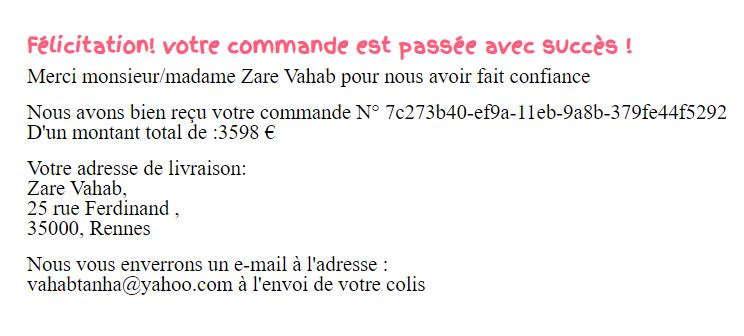 Félicitation! votre commande est passée avec succès !
Merci monsieur/madame Zare Vahab pour nous avoir fait confiance
Nous avons bien reçu votre commande N° 7c273b40-ef9a-11eb-9a8b-379fe44f5292
D'un montant total de :3598 €
Votre adresse de livraison:
Zare Vahab,
25 rue Ferdinand ,
35000, Rennes
Nous vous enverrons un e-mail à l'adresse :
vahabtanha@yahoo.com à l'envoi de votre colis